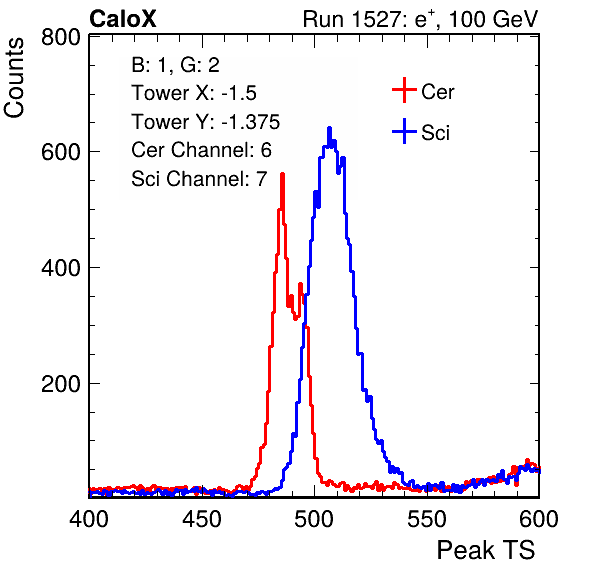 CaloX Run 1527: e+, 100 GeV
Counts
800
600
400
200
B: 1, G: 2
Tower X: -1.5
Tower Y: -1.375
Cer Channel: 6
Sci Channel: 7
Cer
Sci
400 450 500 550 600
Peak TS